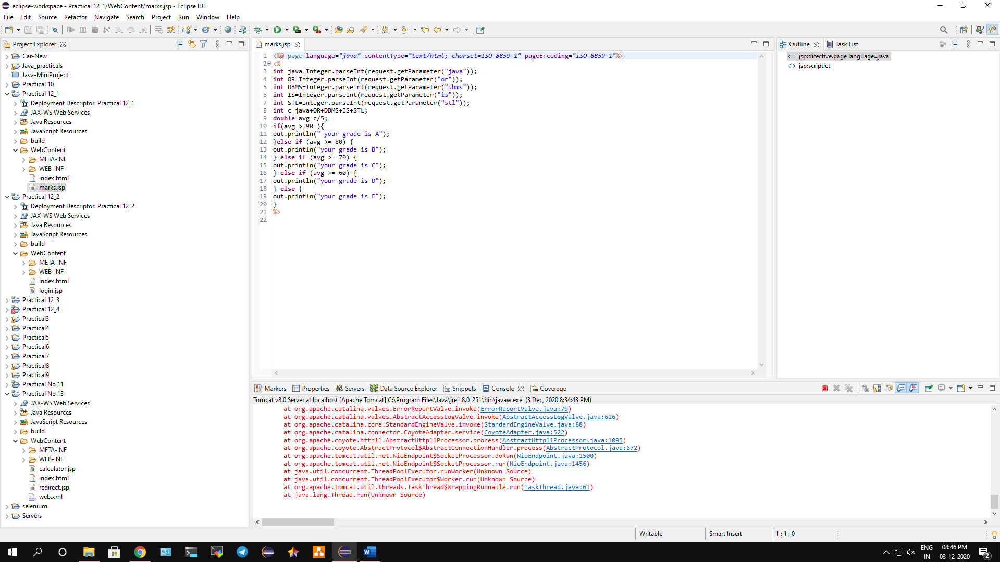 eclipse-workspace - Practical 12_1/WebContent/marks.jsp - Eclipse IDE
File Edit Source Refactor Navigate Search Project Run Window Help
Project Explorer
Car-New
Java_practicals
Java-MiniProject
Practical 10
Practical 12_1
Deployment Descriptor: Practical 12_1
JAX-WS Web Services
Java Resources
JavaScript Resources
build
WebContent
META-INF
WEB-INF
index.html
marks.jsp
Practical 12_2
Deployment Descriptor: Practical 12_2
JAX-WS Web Services
Java Resources
JavaScript Resources
build
WebContent
META-INF
WEB-INF
index.html
login.jsp
Practical 12_3
Practical 12_4
Practical3
Practical4
Practical5
Practical6
Practical7
Practical8
Practical9
Practical No 11
Practical No 13
JAX-WS Web Services
Java Resources
JavaScript Resources
build
WebContent
META-INF
WEB-INF
calculator.jsp
index.html
redirect.jsp
web.xml
selenium
Servers
marks.jsp
1 <%@ page language="java" contentType="text/html; charset=ISO-8859-1" pageEncoding="ISO-8859-1"%>
2 <%
3 int java=Integer.parseInt(request.getParameter("java"));
4 int OR=Integer.parseInt(request.getParameter("or"));
5 int DBMS=Integer.parseInt(request.getParameter("dbms"));
6 int IS=Integer.parseInt(request.getParameter("is"));
7 int STL=Integer.parseInt(request.getParameter("stl"));
8 int c=java+OR+DBMS+IS+STL;
9 double avg=c/5;
10 if(avg > 90 ){
11 out.println(" your grade is A");
12 }else if (avg >= 80) {
13 out.println("your grade is B");
14 } else if (avg >= 70) {
15 out.println("your grade is C");
16 } else if (avg >= 60) {
17 out.println("your grade is D");
18 } else {
19 out.println("your grade is E");
20 }
21 %>
22
Outline Task List
jsp:directive.page language=java
jsp:scriptlet
Markers Properties Servers Data Source Explorer Snippets Console Coverage
Tomcat v8.0 Server at localhost [Apache Tomcat] C:\Program Files\Java\jre1.8.0_251\bin\javaw.exe (3 Dec, 2020 8:34:43 PM)
at org.apache.catalina.valves.ErrorReportValve.invoke(ErrorReportValve.java:79)
at org.apache.catalina.valves.AbstractAccessLogValve.invoke(AbstractAccessLogValve.java:616)
at org.apache.catalina.core.StandardEngineValve.invoke(StandardEngineValve.java:88)
at org.apache.catalina.connector.CoyoteAdapter.service(CoyoteAdapter.java:522)
at org.apache.coyote.http11.AbstractHttp11Processor.process(AbstractHttp11Processor.java:1095)
at org.apache.coyote.AbstractProtocol$AbstractConnectionHandler.process(AbstractProtocol.java:672)
at org.apache.tomcat.util.net.NioEndpoint$SocketProcessor.doRun(NioEndpoint.java:1500)
at org.apache.tomcat.util.net.NioEndpoint$SocketProcessor.run(NioEndpoint.java:1456)
at java.util.concurrent.ThreadPoolExecutor.runWorker(Unknown Source)
at java.util.concurrent.ThreadPoolExecutor$Worker.run(Unknown Source)
at org.apache.tomcat.util.threads.TaskThread$WrappingRunnable.run(TaskThread.java:61)
at java.lang.Thread.run(Unknown Source)
Writable Smart Insert 1 : 1 : 0
ENG 08:46 PM
IN 03-12-2020 2